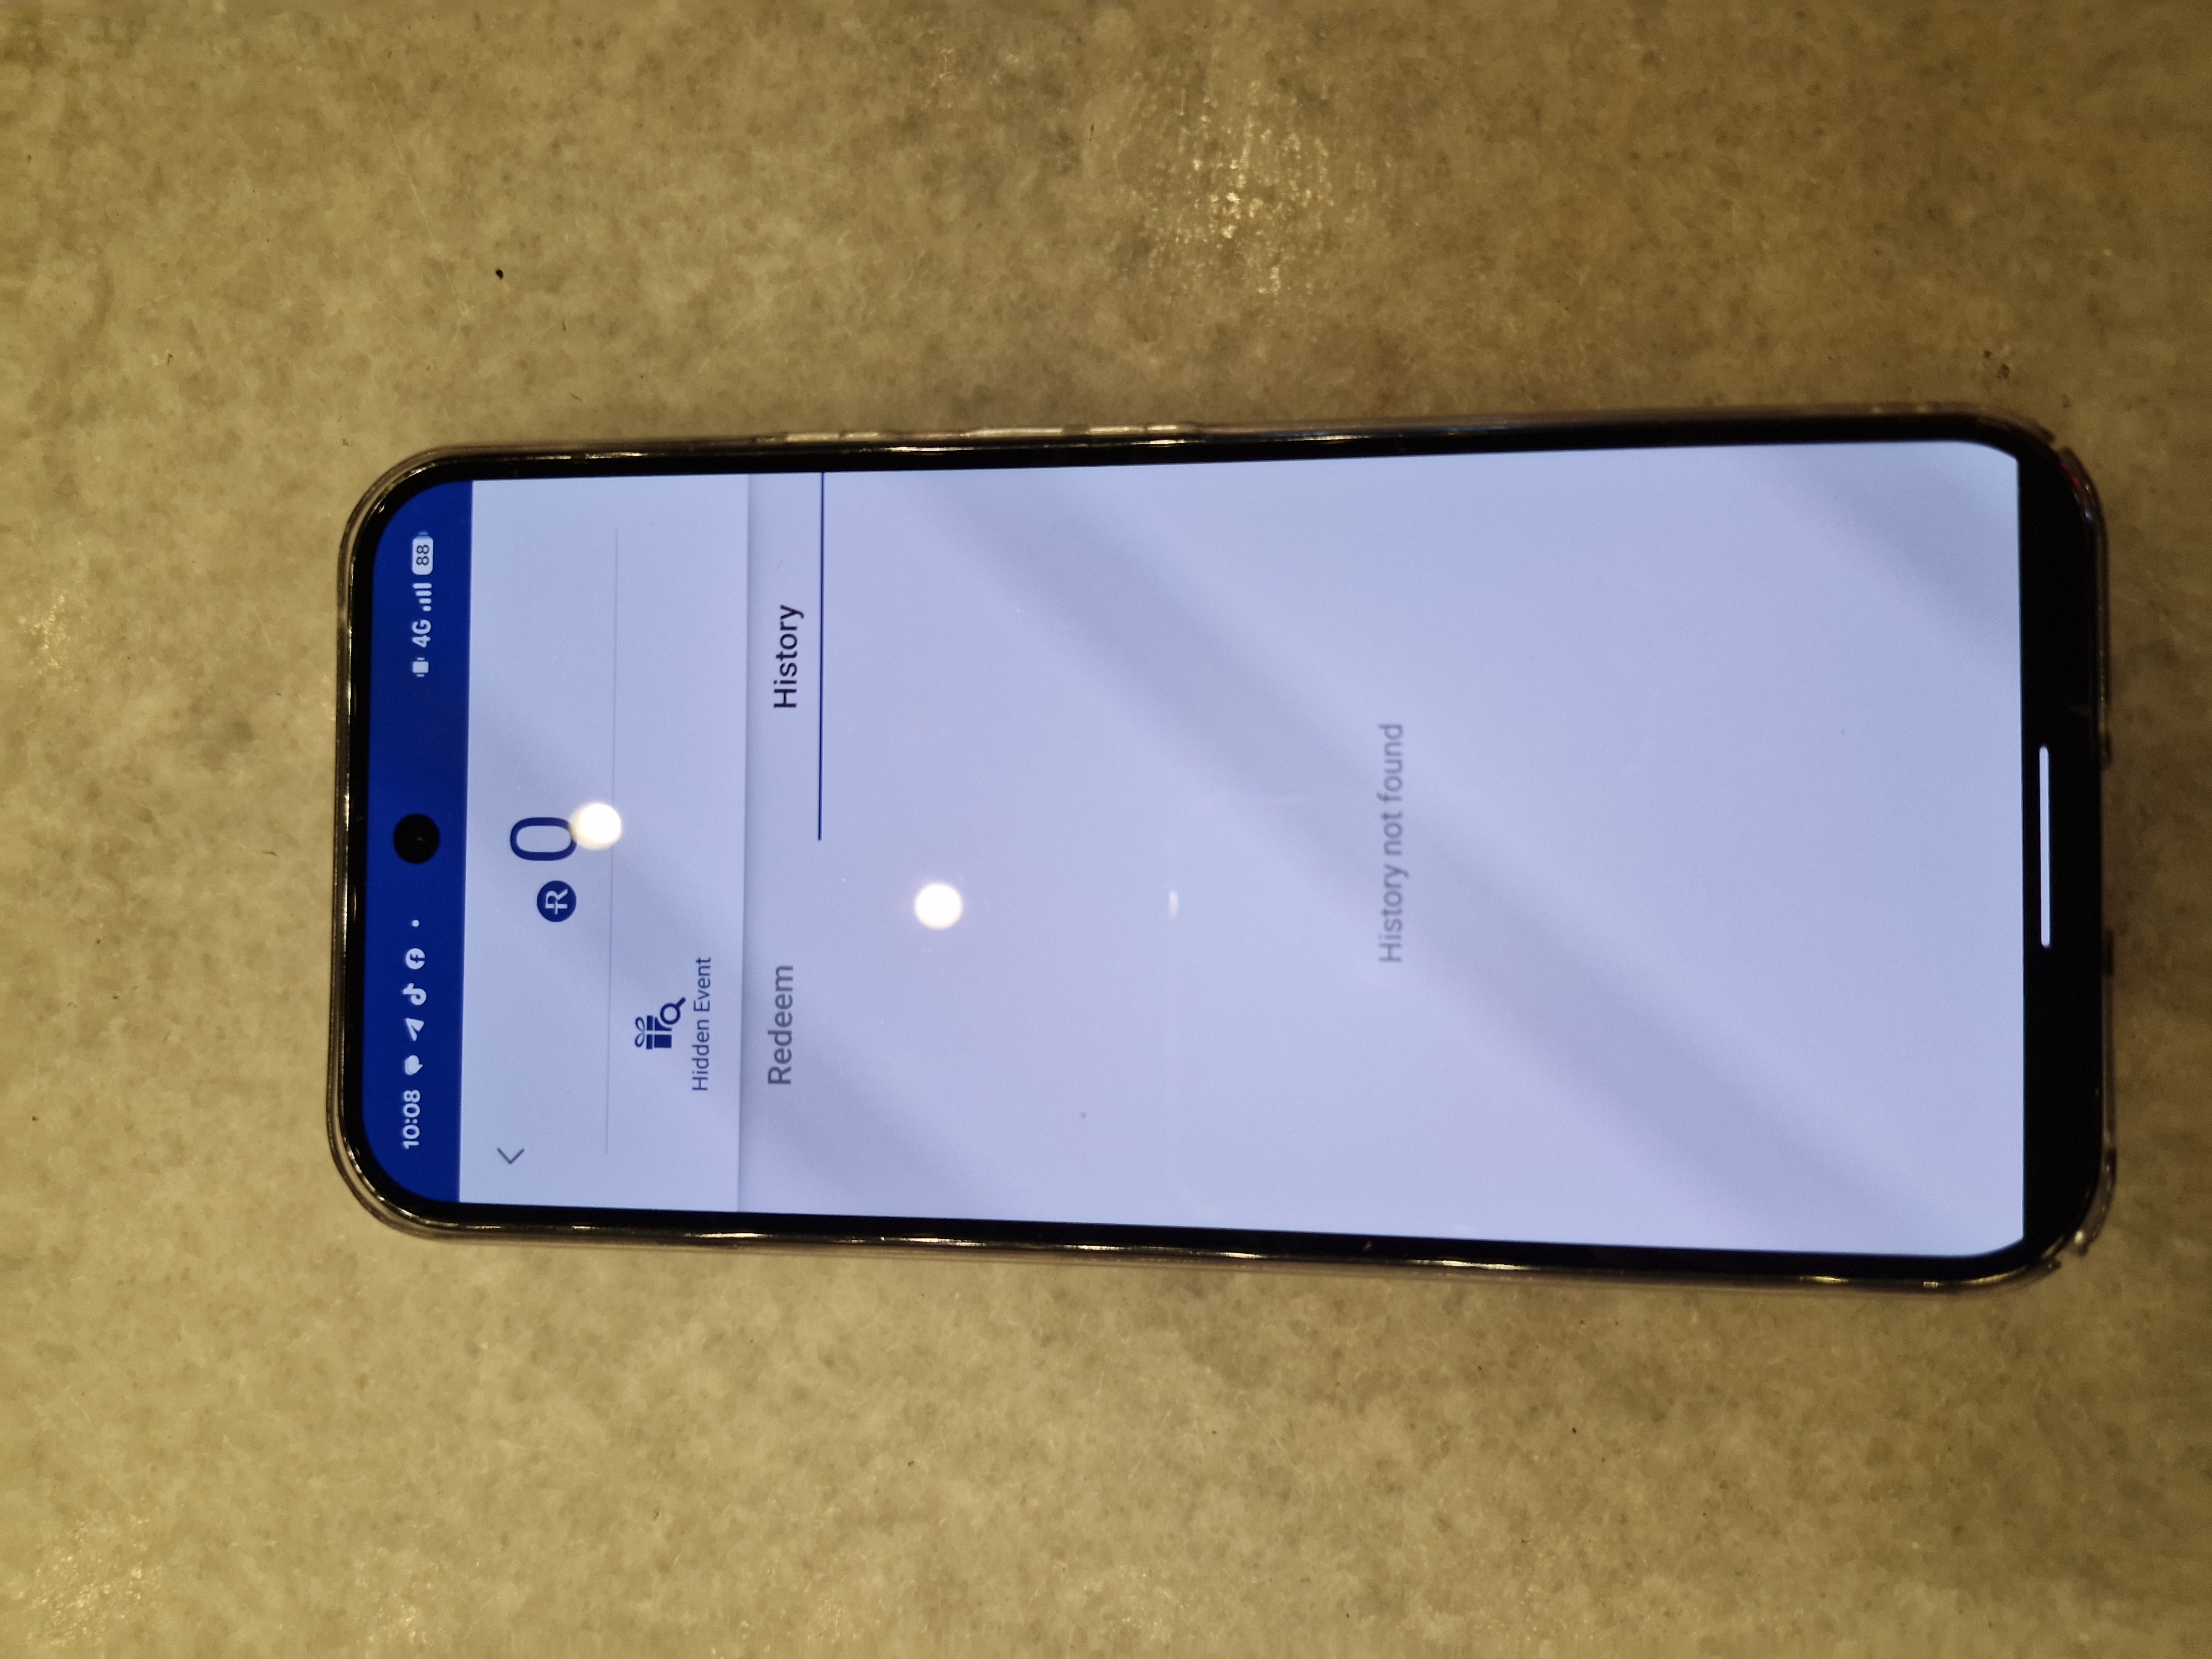 10:08 4G 88
R 0
Hidden Event
Redeem History
History not found